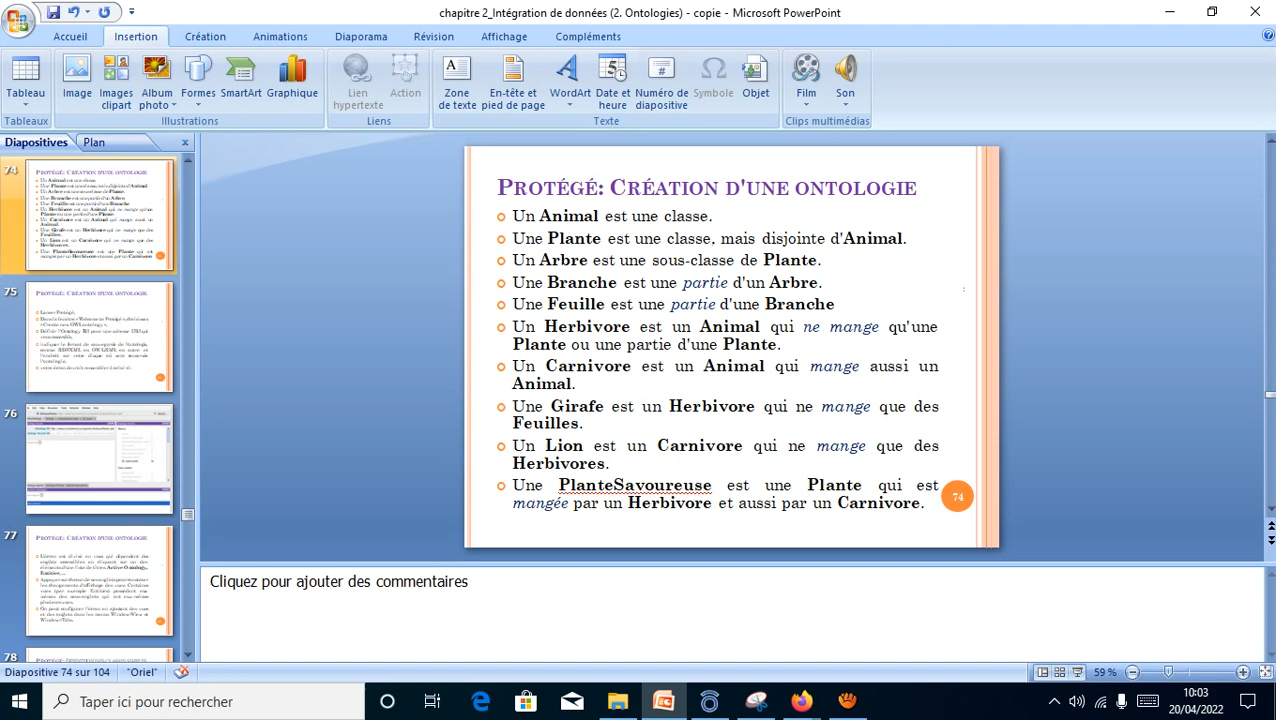 chapitre 2_Intégration de données (2. Ontologies) - copie - Microsoft PowerPoint
Accueil Insertion Création Animations Diaporama Révision Affichage Compléments
Tableau Image Images clipart Album photo Formes SmartArt Graphique Lien hypertexte Action Zone de texte En-tête et pied de page WordArt Date et heure Numéro de diapositive Symbole Objet Film Son
Tableaux Illustrations Liens Texte Clips multimédias
Diapositives Plan
74
75
76
77
78
PROTÉGÉ: CRÉATION D'UNE ONTOLOGIE
Un Animal est une classe.
Une Plante est une classe, mais disjointe d'Animal.
Un Arbre est une sous-classe de Plante.
Une Branche est une partie d'un Arbre.
Une Feuille est une partie d'une Branche
Un Herbivore est un Animal qui ne mange qu'une
Plante ou une partie d'une Plante.
Un Carnivore est un Animal qui mange aussi un
Animal.
Une Girafe est un Herbivore qui ne mange que des
Feuilles.
Un Lion est un Carnivore qui ne mange que des
Herbivores.
Une PlanteSavoureuse est une Plante qui est
mangée par un Herbivore et aussi par un Carnivore.
74
Cliquez pour ajouter des commentaires
Diapositive 74 sur 104 "Oriel" 59 %
Taper ici pour rechercher
10:03
20/04/2022